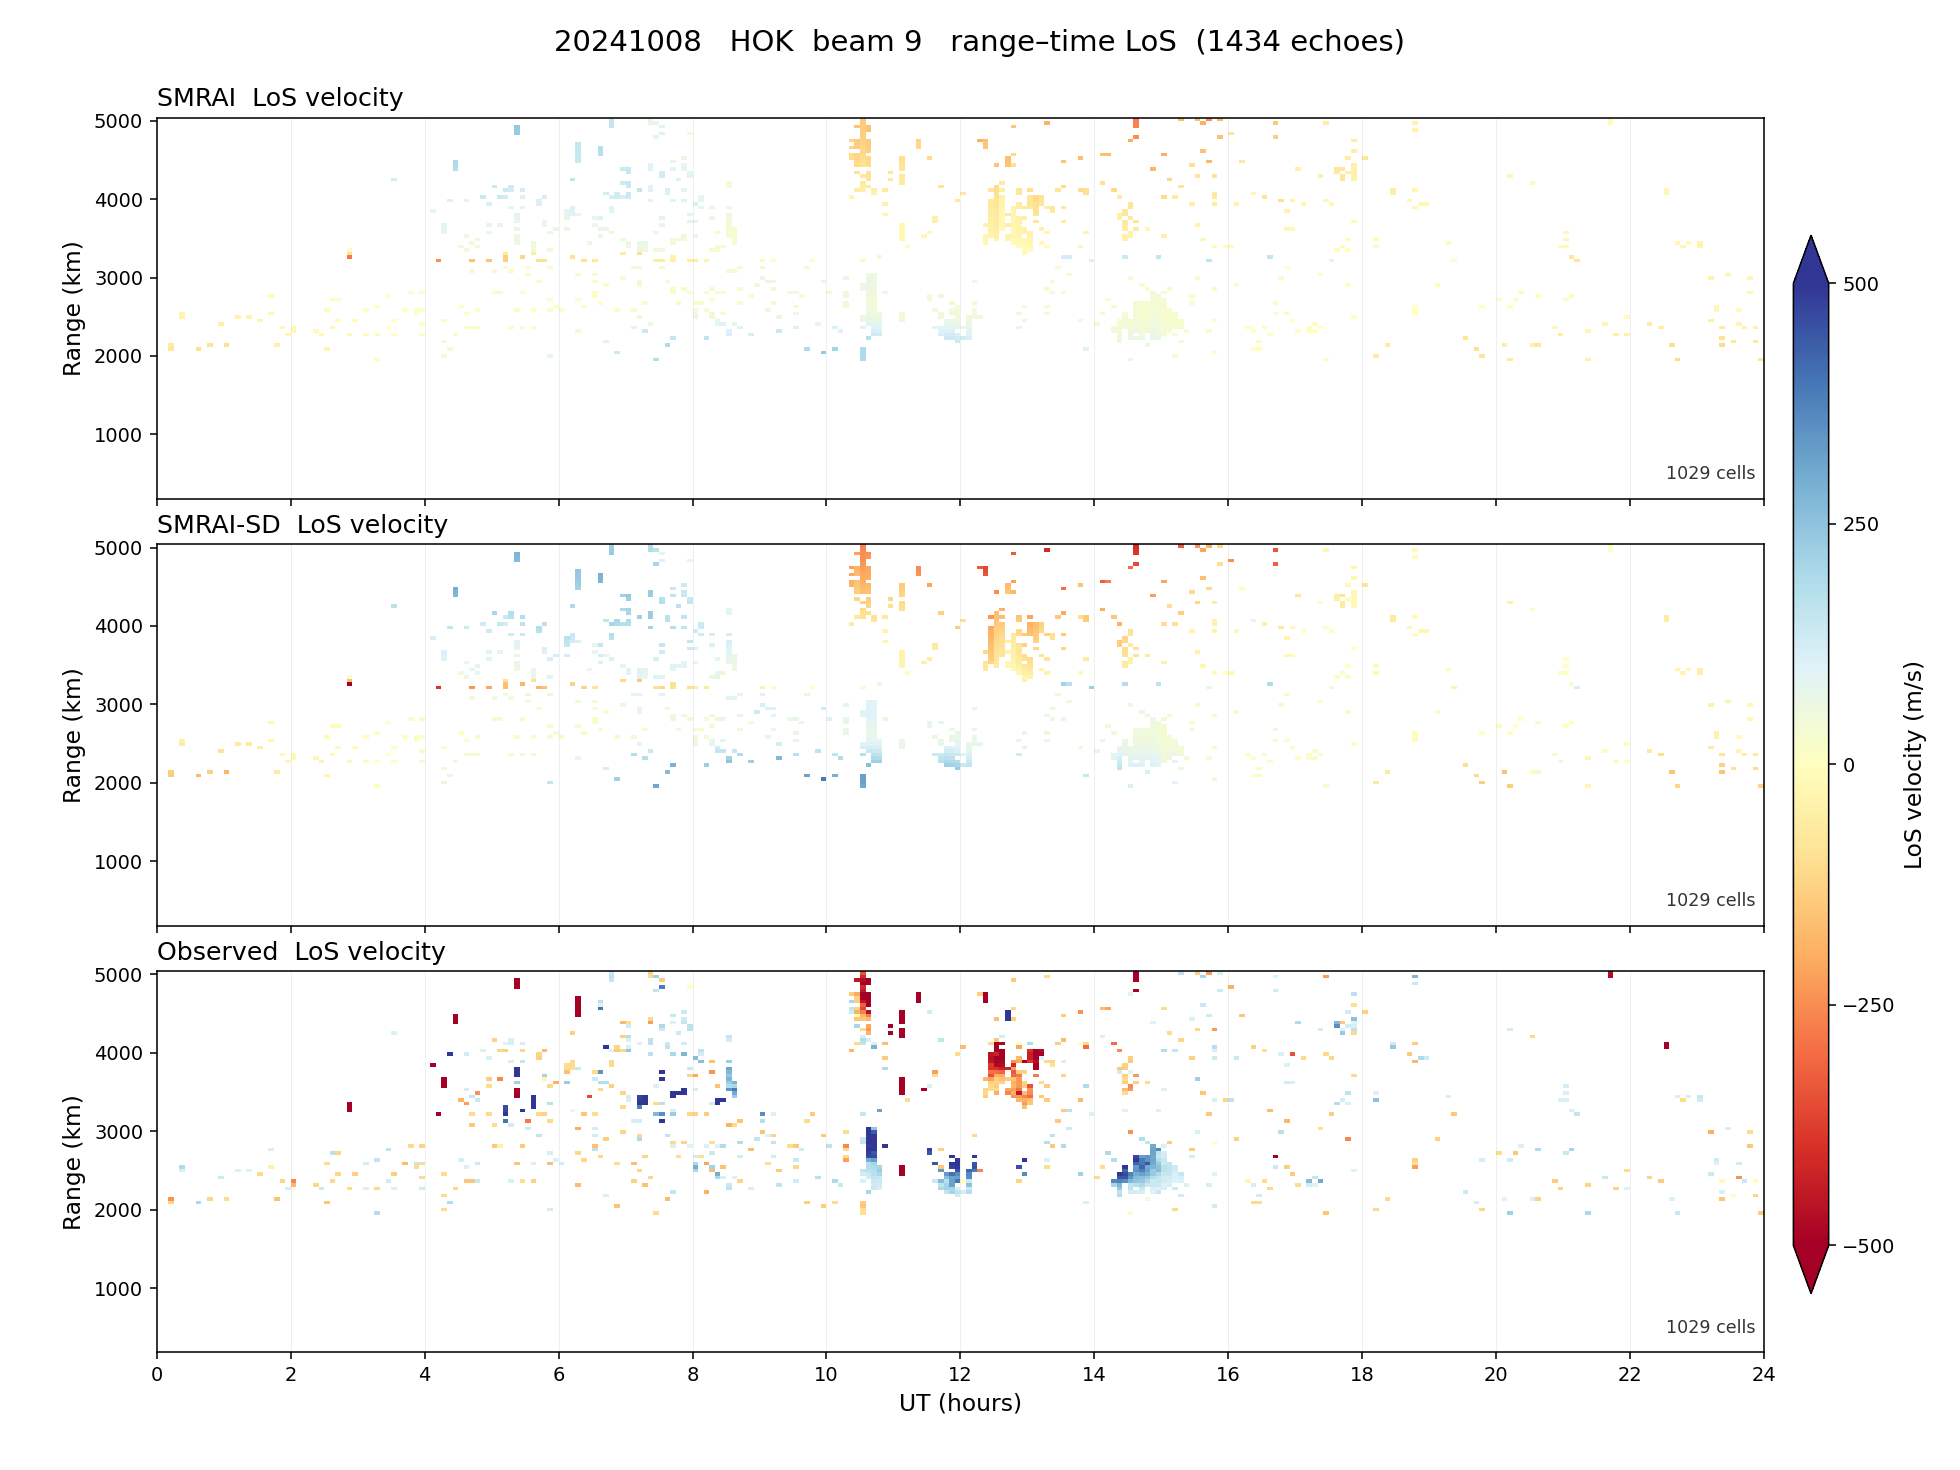 20241008   HOK  beam 9   range–time LoS  (1434 echoes)
SMRAI  LoS velocity
5000
4000
3000
2000
1000
Range (km)
1029 cells
SMRAI-SD  LoS velocity
5000
4000
3000
2000
1000
Range (km)
1029 cells
Observed  LoS velocity
5000
4000
3000
2000
1000
Range (km)
1029 cells
0 2 4 6 8 10 12 14 16 18 20 22 24
UT (hours)
500
250
0
−250
−500
LoS velocity (m/s)